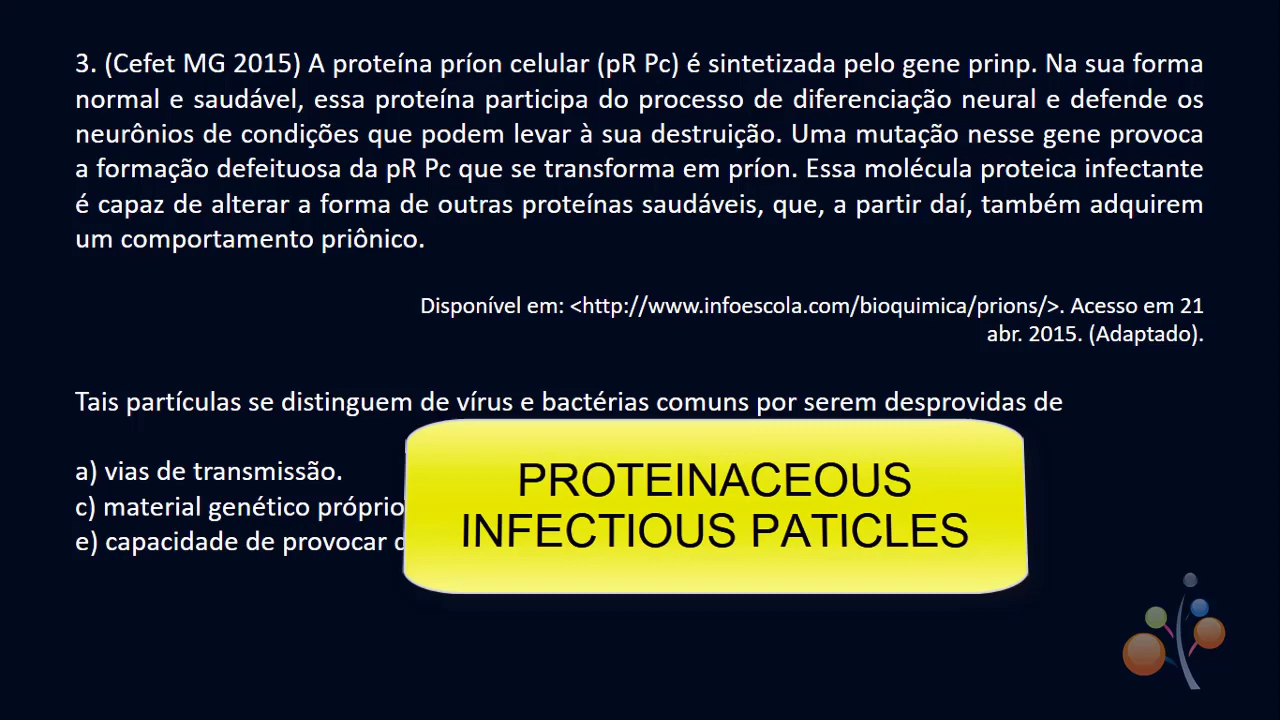 3. (Cefet MG 2015) A proteína príon celular (pR Pc) é sintetizada pelo gene prinp. Na sua forma
normal e saudável, essa proteína participa do processo de diferenciação neural e defende os
neurônios de condições que podem levar à sua destruição. Uma mutação nesse gene provoca
a formação defeituosa da pR Pc que se transforma em príon. Essa molécula proteica infectante
é capaz de alterar a forma de outras proteínas saudáveis, que, a partir daí, também adquirem
um comportamento priônico.
Disponível em: <http://www.infoescola.com/bioquimica/prions/>. Acesso em 21
abr. 2015. (Adaptado).
Tais partículas se distinguem de vírus e bactérias comuns por serem desprovidas de
a) vias de transmissão.
c) material genético próprio
e) capacidade de provocar
PROTEINACEOUS
INFECTIOUS PATICLES